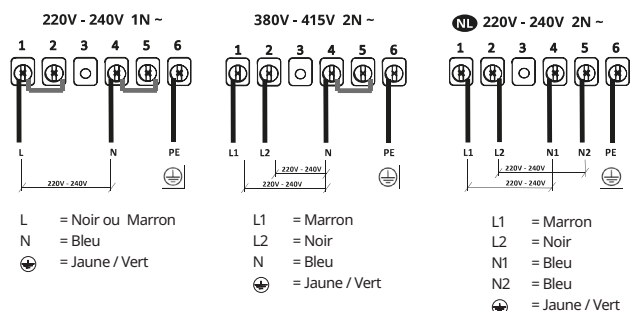 220V - 240V 1N ~
1 2 3 4 5 6
L N PE
220V - 240V
L = Noir ou Marron
N = Bleu
= Jaune / Vert
380V - 415V 2N ~
1 2 3 4 5 6
L1 L2 N PE
220V - 240V
220V - 240V
L1 = Marron
L2 = Noir
N = Bleu
= Jaune / Vert
NL 220V - 240V 2N ~
1 2 3 4 5 6
L1 L2 N1 N2 PE
220V - 240V
220V - 240V
L1 = Marron
L2 = Noir
N1 = Bleu
N2 = Bleu
= Jaune / Vert